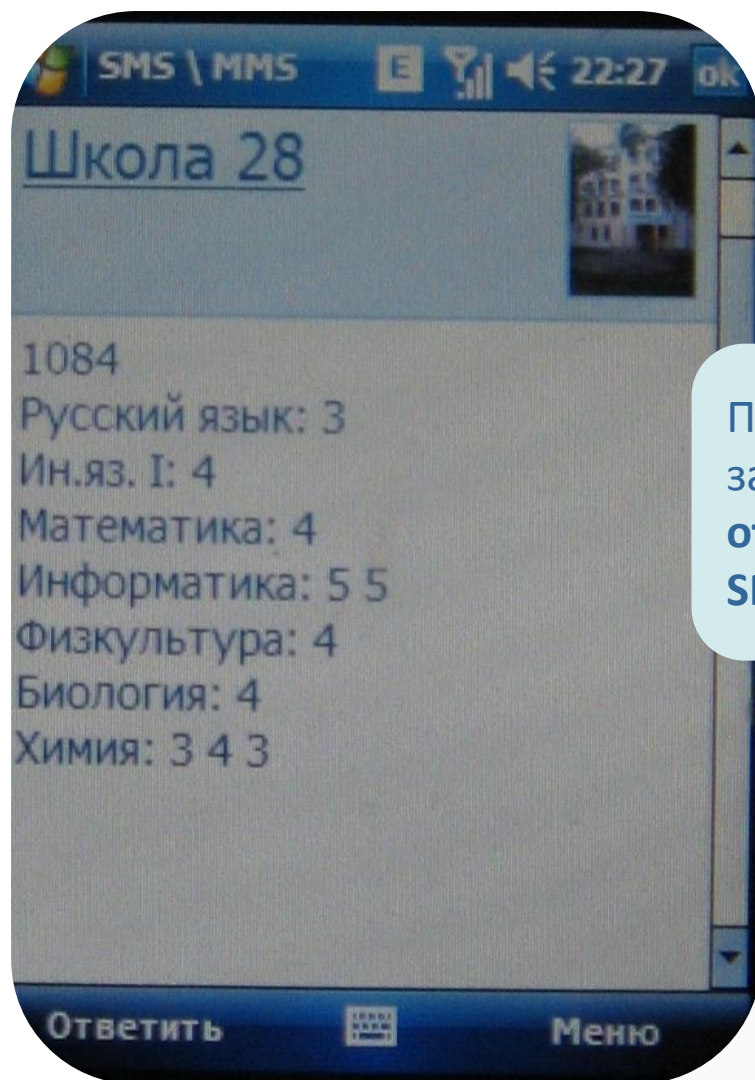 SMS \ MMS E 22:27 ok
Школа 28
1084
Русский язык: 3
Ин.яз. I: 4
Математика: 4
Информатика: 5 5
Физкультура: 4
Биология: 4
Химия: 3 4 3
Ответить Меню